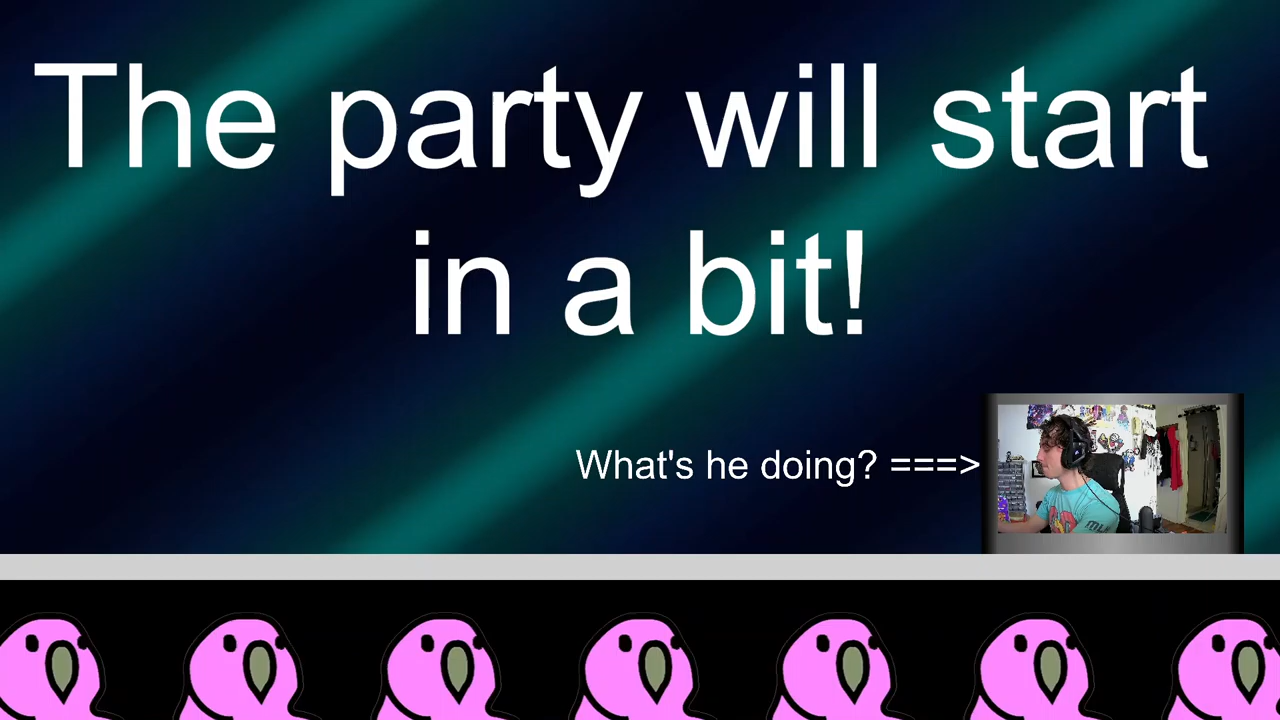 The party will start
in a bit!
What's he doing? ===>